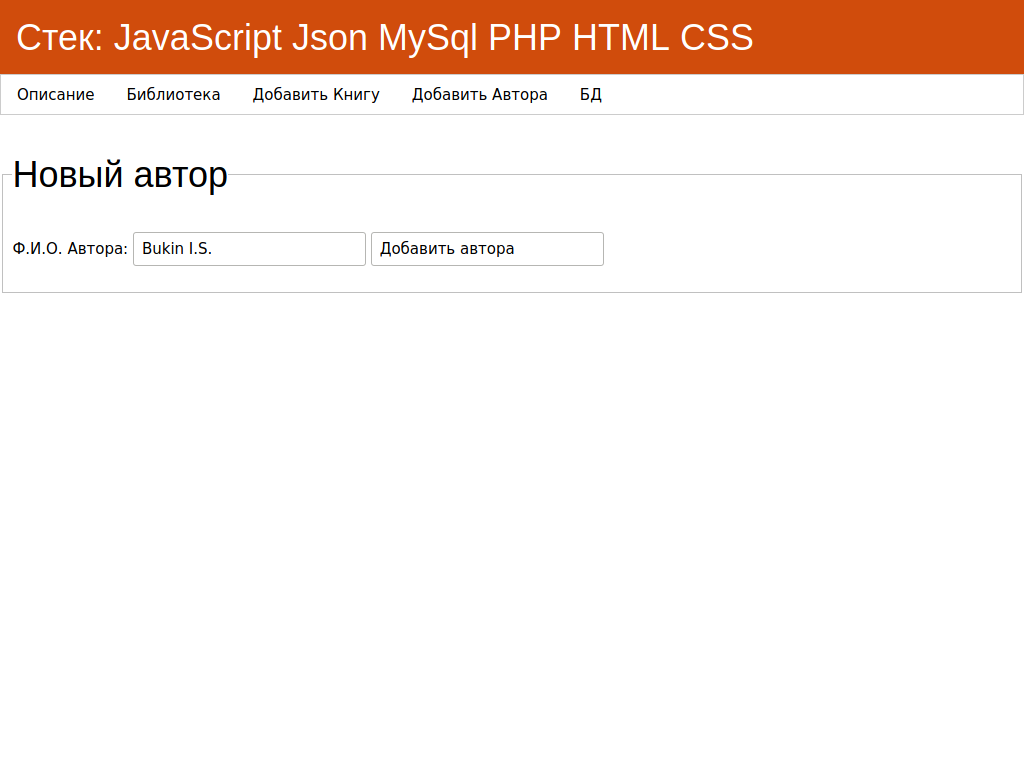 Стек: JavaScript Json MySql PHP HTML CSS
Описание Библиотека Добавить Книгу Добавить Автора БД
Новый автор
Ф.И.О. Автора: Bukin I.S. Добавить автора